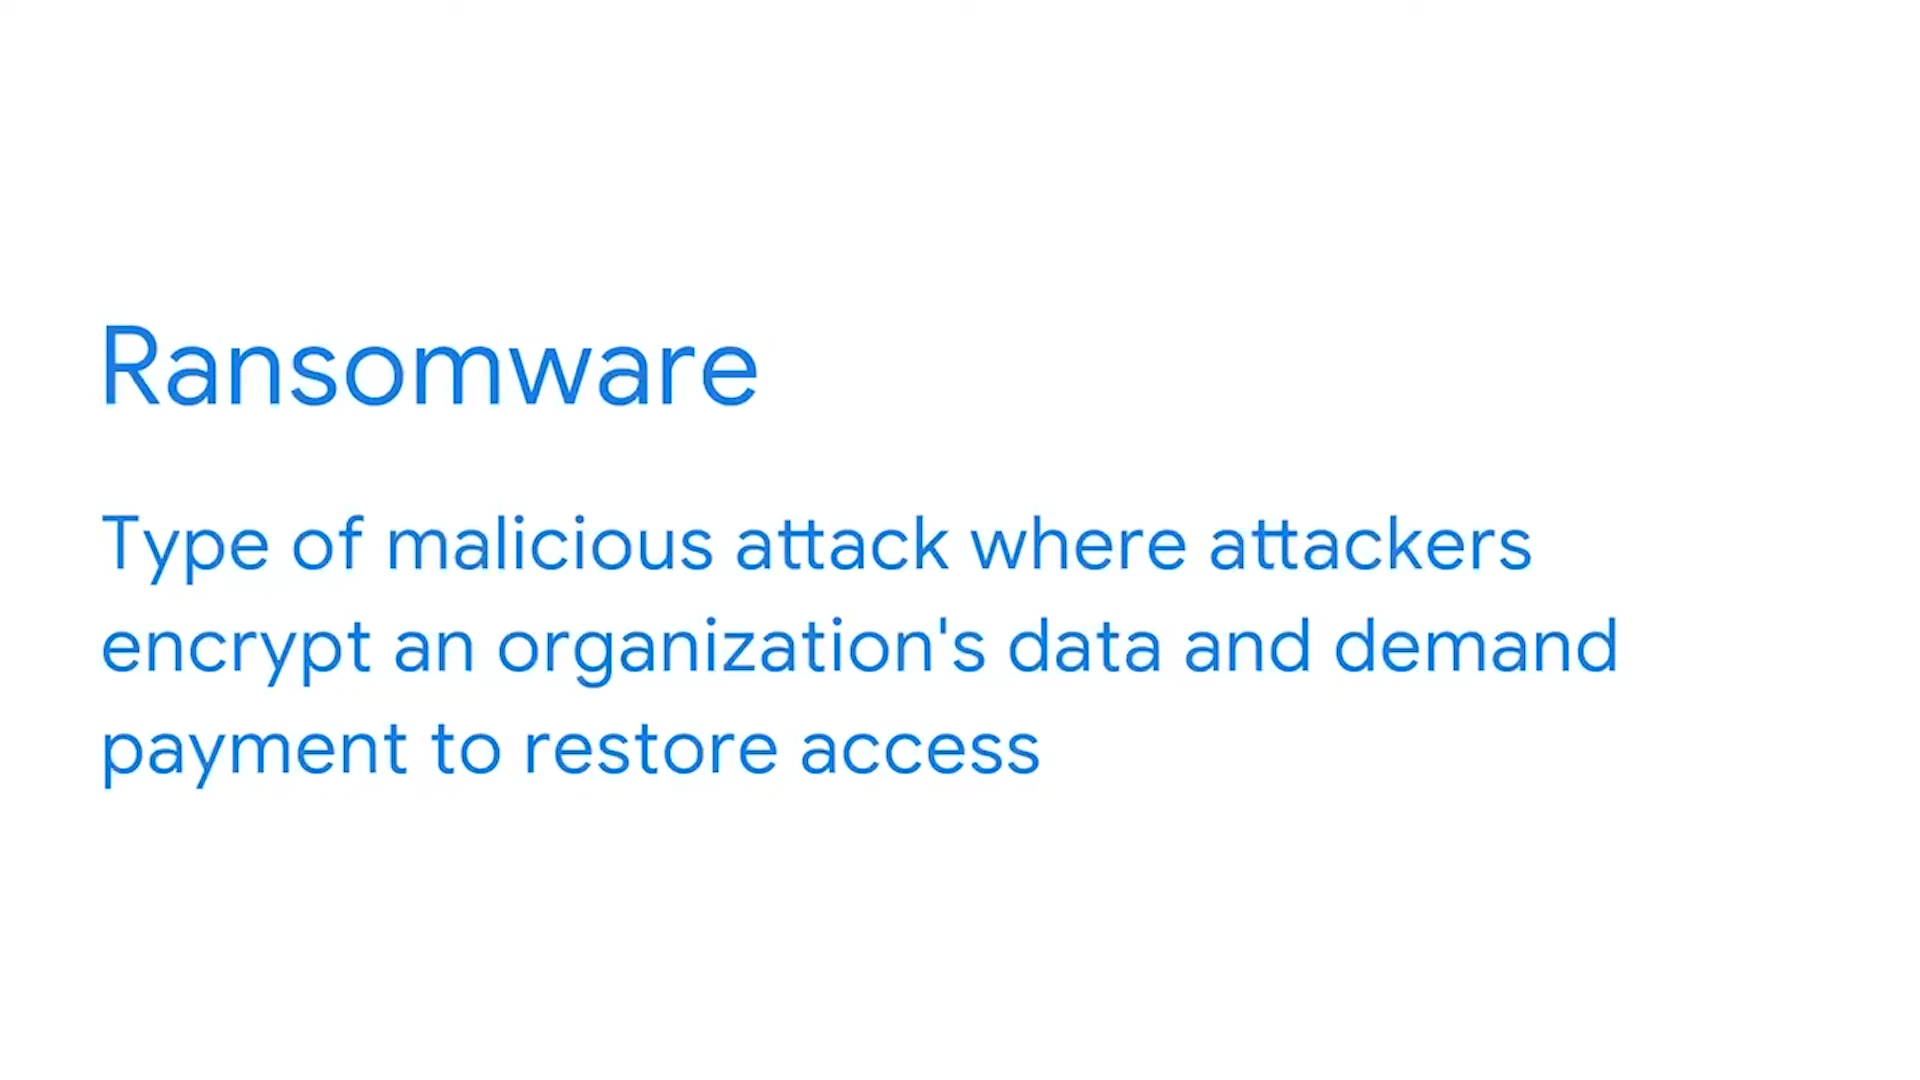 Ransomware
Type of malicious attack where attackers
encrypt an organization's data and demand
payment to restore access